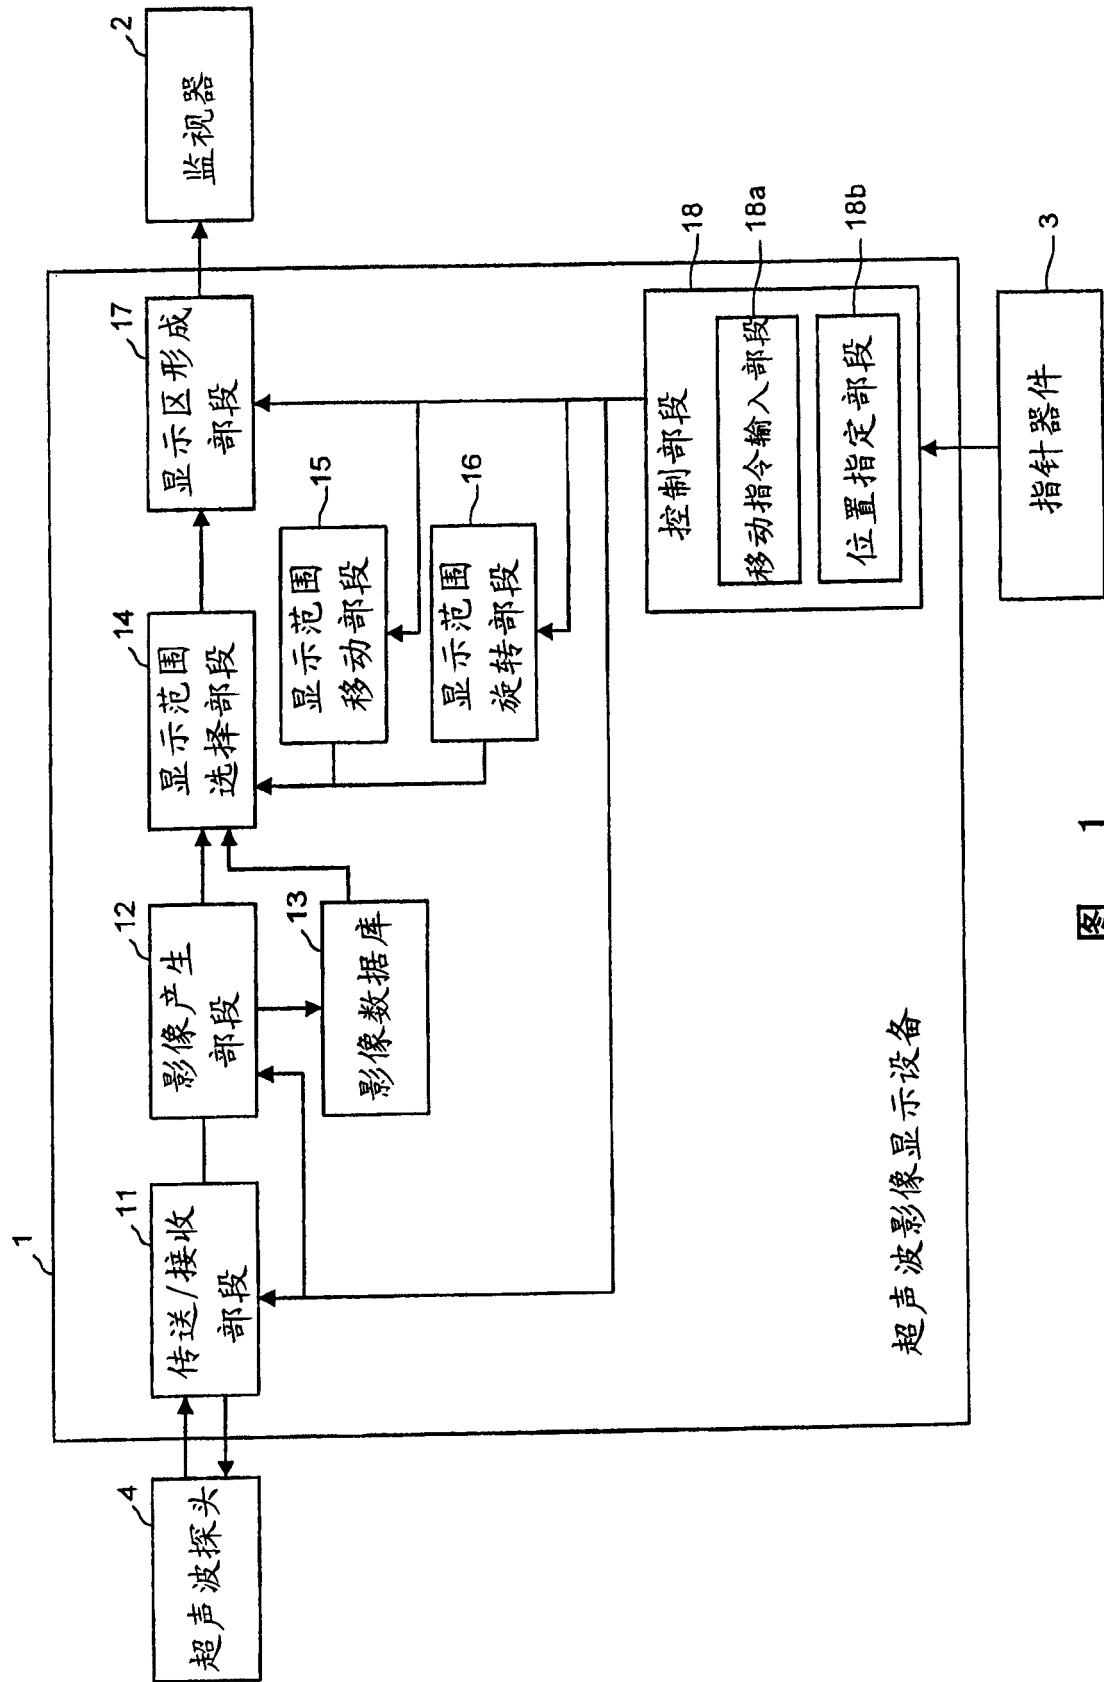 1
4
超声波探头
11
传送/接收
部段
12
影像产生
部段
13
影像数据库
14
显示范围
选择部段
15
显示范围
移动部段
16
显示范围
旋转部段
17
显示区形成
部段
2
监视器
18
控制部段
18a
移动指令输入部段
18b
位置指定部段
3
指针器件
超声波影像显示设备
图 1